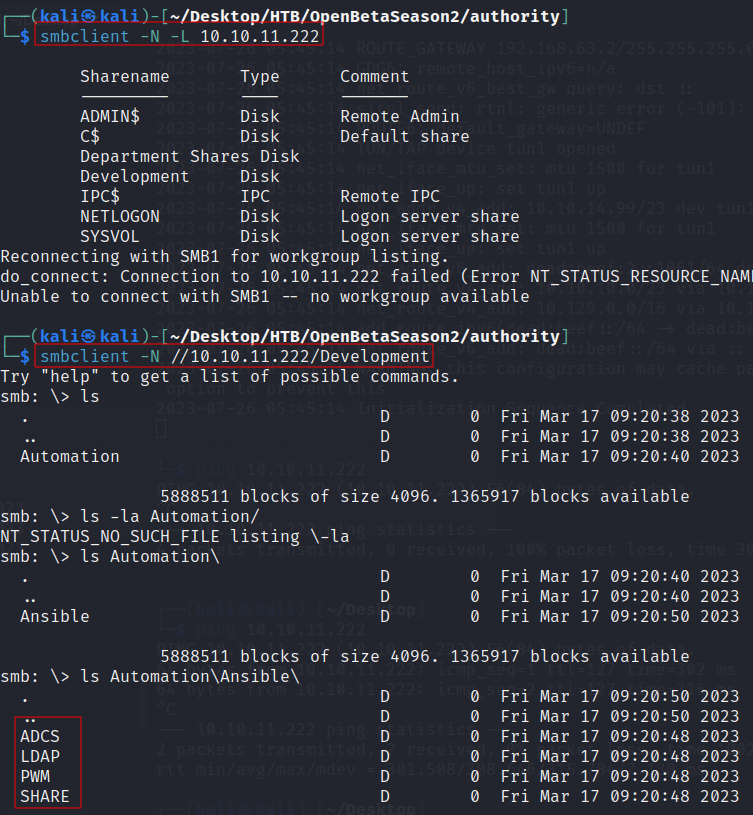 ┌──(kali㉿kali)-[~/Desktop/HTB/OpenBetaSeason2/authority]
└─$ smbclient -N -L 10.10.11.222
Sharename Type Comment
--------- ---- -------
ADMIN$ Disk Remote Admin
C$ Disk Default share
Department Shares Disk
Development Disk
IPC$ IPC Remote IPC
NETLOGON Disk Logon server share
SYSVOL Disk Logon server share
Reconnecting with SMB1 for workgroup listing.
do_connect: Connection to 10.10.11.222 failed (Error NT_STATUS_RESOURCE_NAM
Unable to connect with SMB1 -- no workgroup available
┌──(kali㉿kali)-[~/Desktop/HTB/OpenBetaSeason2/authority]
└─$ smbclient -N //10.10.11.222/Development
Try "help" to get a list of possible commands.
smb: \> ls
. D 0 Fri Mar 17 09:20:38 2023
.. D 0 Fri Mar 17 09:20:38 2023
Automation D 0 Fri Mar 17 09:20:40 2023
5888511 blocks of size 4096. 1365917 blocks available
smb: \> ls -la Automation/
NT_STATUS_NO_SUCH_FILE listing \-la
smb: \> ls Automation\
. D 0 Fri Mar 17 09:20:40 2023
.. D 0 Fri Mar 17 09:20:40 2023
Ansible D 0 Fri Mar 17 09:20:50 2023
5888511 blocks of size 4096. 1365917 blocks available
smb: \> ls Automation\Ansible\
. D 0 Fri Mar 17 09:20:50 2023
.. D 0 Fri Mar 17 09:20:50 2023
ADCS D 0 Fri Mar 17 09:20:48 2023
LDAP D 0 Fri Mar 17 09:20:48 2023
PWM D 0 Fri Mar 17 09:20:48 2023
SHARE D 0 Fri Mar 17 09:20:48 2023